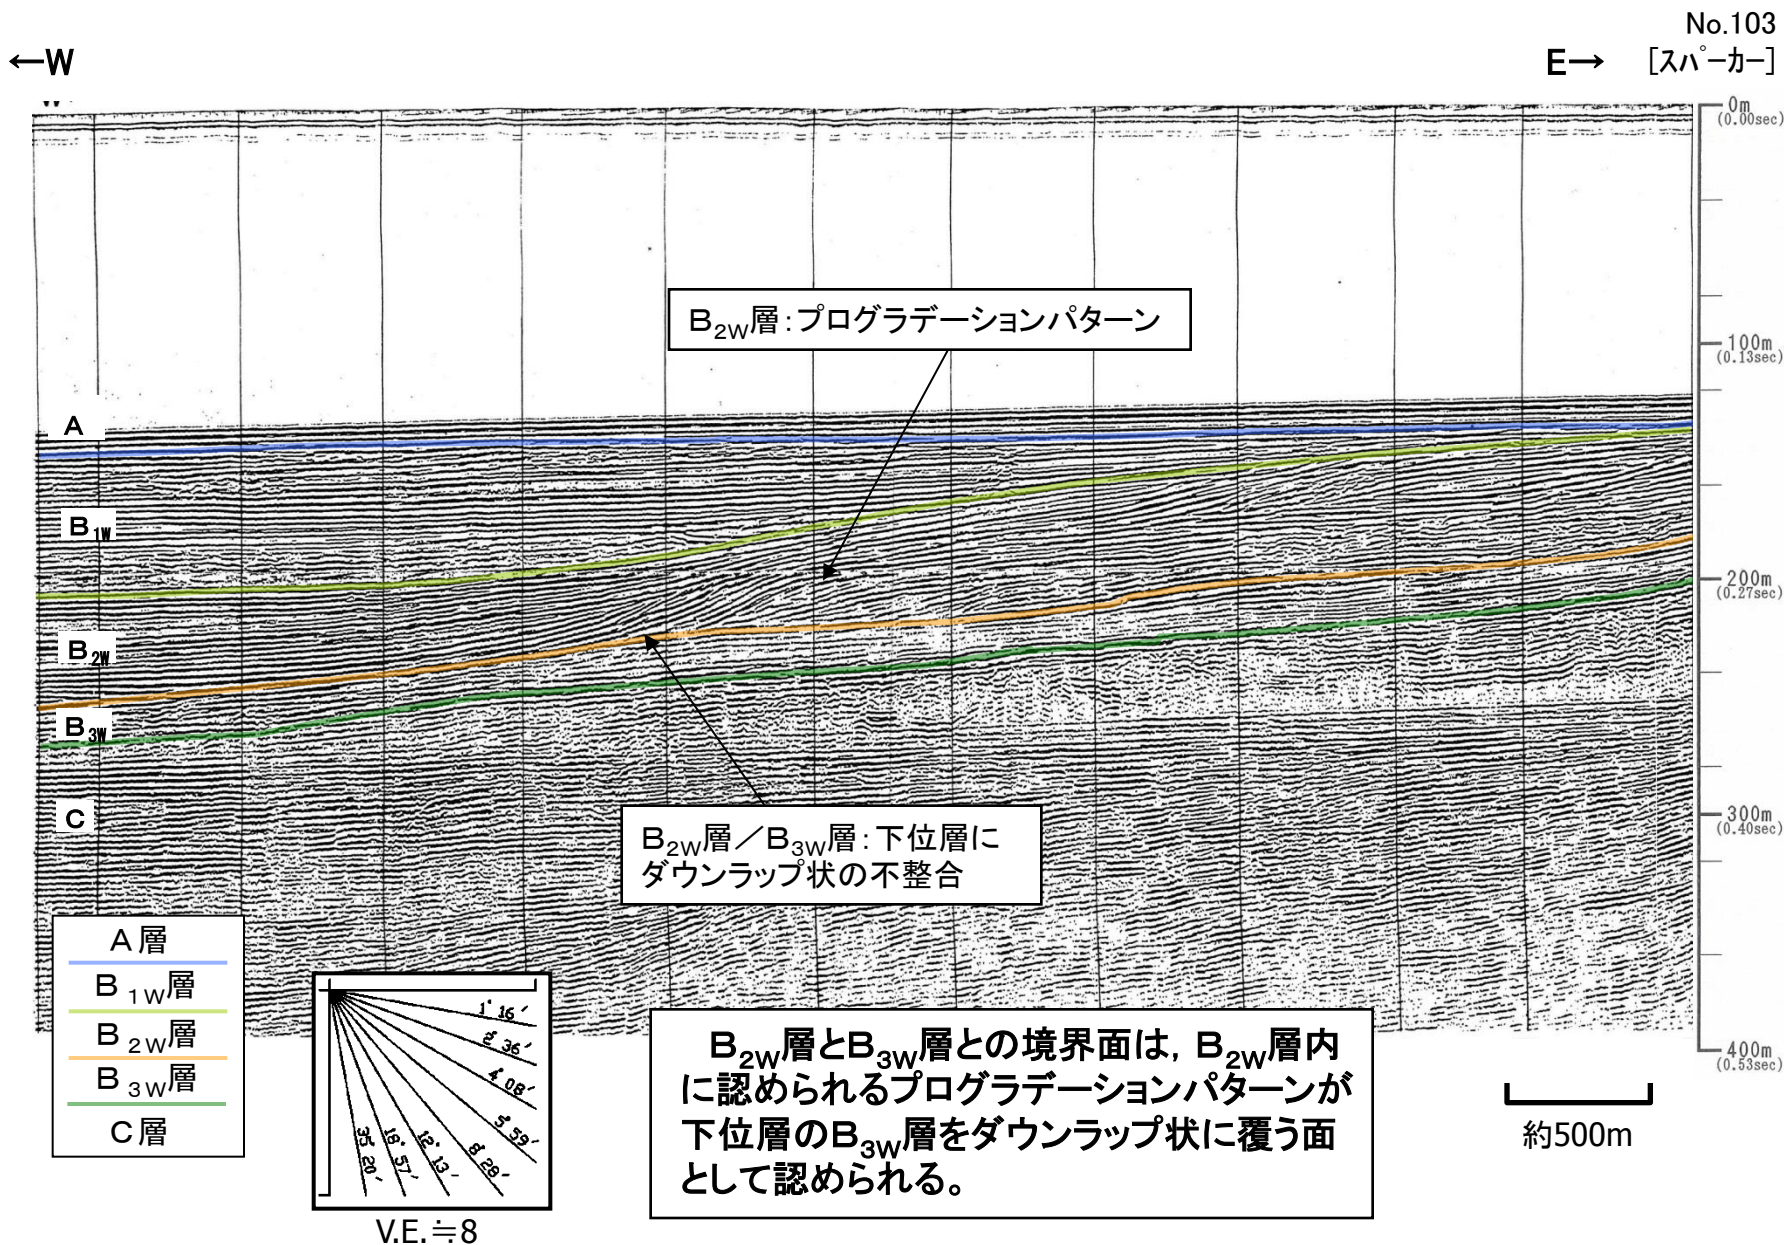 No.103
←W
E→ [スパーカー]
0m
(0.00sec)
B2W層:プログラデーションパターン
100m
(0.13sec)
A
B1W
200m
(0.27sec)
B2W
B3W
C
300m
(0.40sec)
B2W層/B3W層:下位層に
ダウンラップ状の不整合
A層
B1W層
B2W層
B3W層
C層
1°16′
2°36′
4°08′
5°59′
8°28′
12°13′
18°57′
35°20′
V.E.≒8
B2W層とB3W層との境界面は,B2W層内
に認められるプログラデーションパターンが
下位層のB3W層をダウンラップ状に覆う面
として認められる。
400m
(0.53sec)
約500m